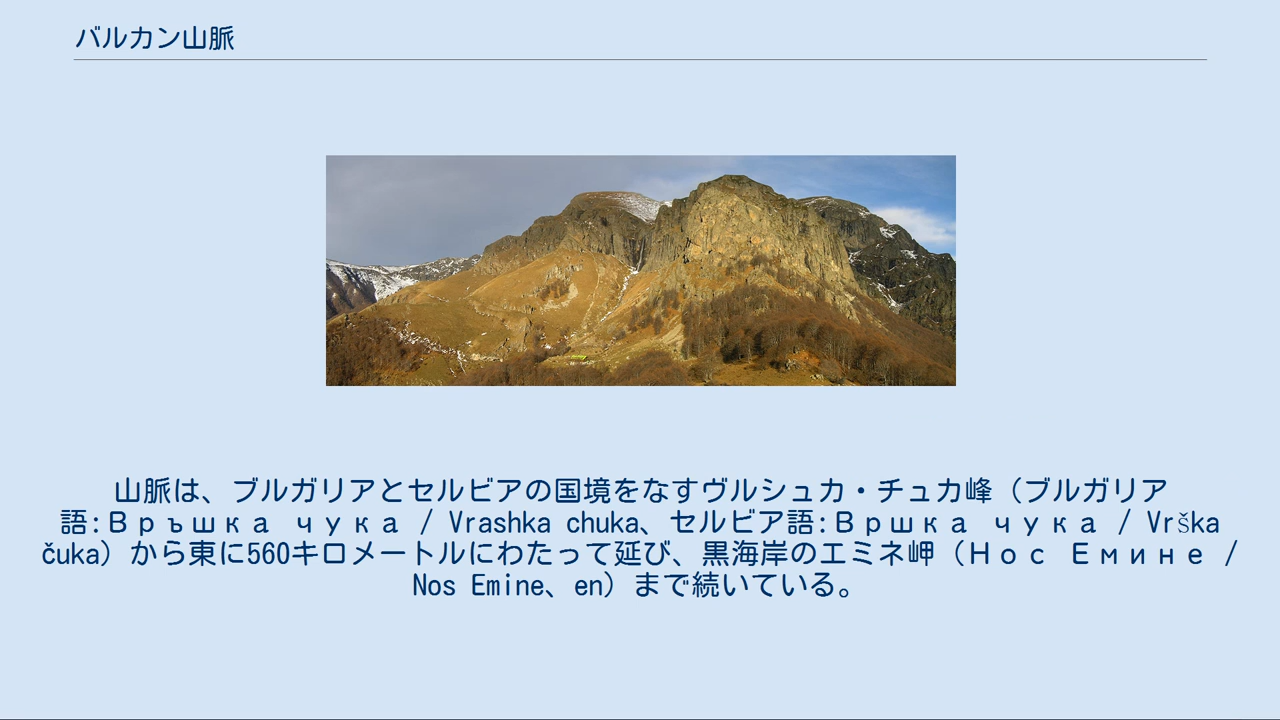 バルカン山脈
山脈は、ブルガリアとセルビアの国境をなすヴルシュカ・チュカ峰（ブルガリア
語:Връшка чука / Vrashka chuka、セルビア語:Вршка чука / Vrška
čuka）から東に560キロメートルにわたって延び、黒海岸のエミネ岬（Нос Емине /
Nos Emine、en）まで続いている。